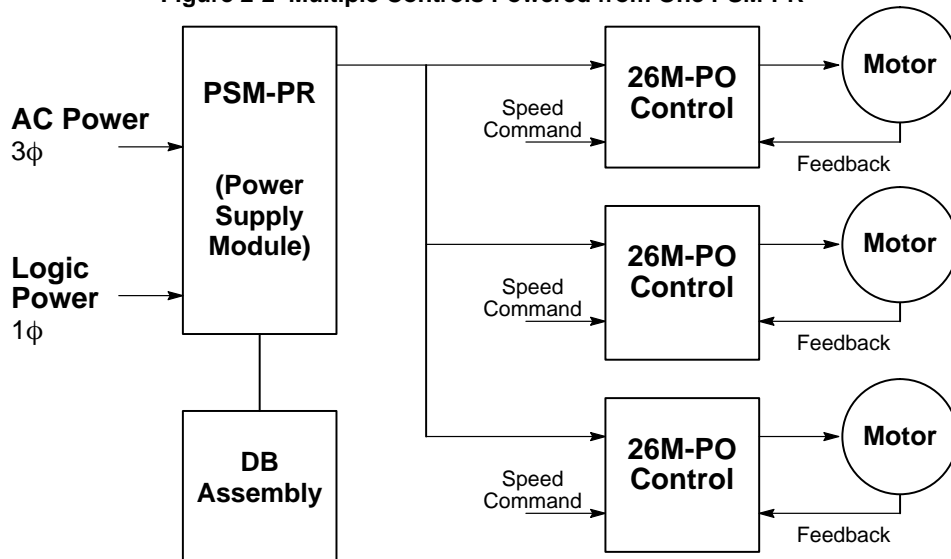 Figure 2-2 Multiple Controls Powered from One PSM-PR
AC Power
3ϕ
Logic
Power
1ϕ
PSM-PR
(Power
Supply
Module)
DB
Assembly
Speed
Command
26M-PO
Control
Motor
Feedback
Speed
Command
26M-PO
Control
Motor
Feedback
Speed
Command
26M-PO
Control
Motor
Feedback